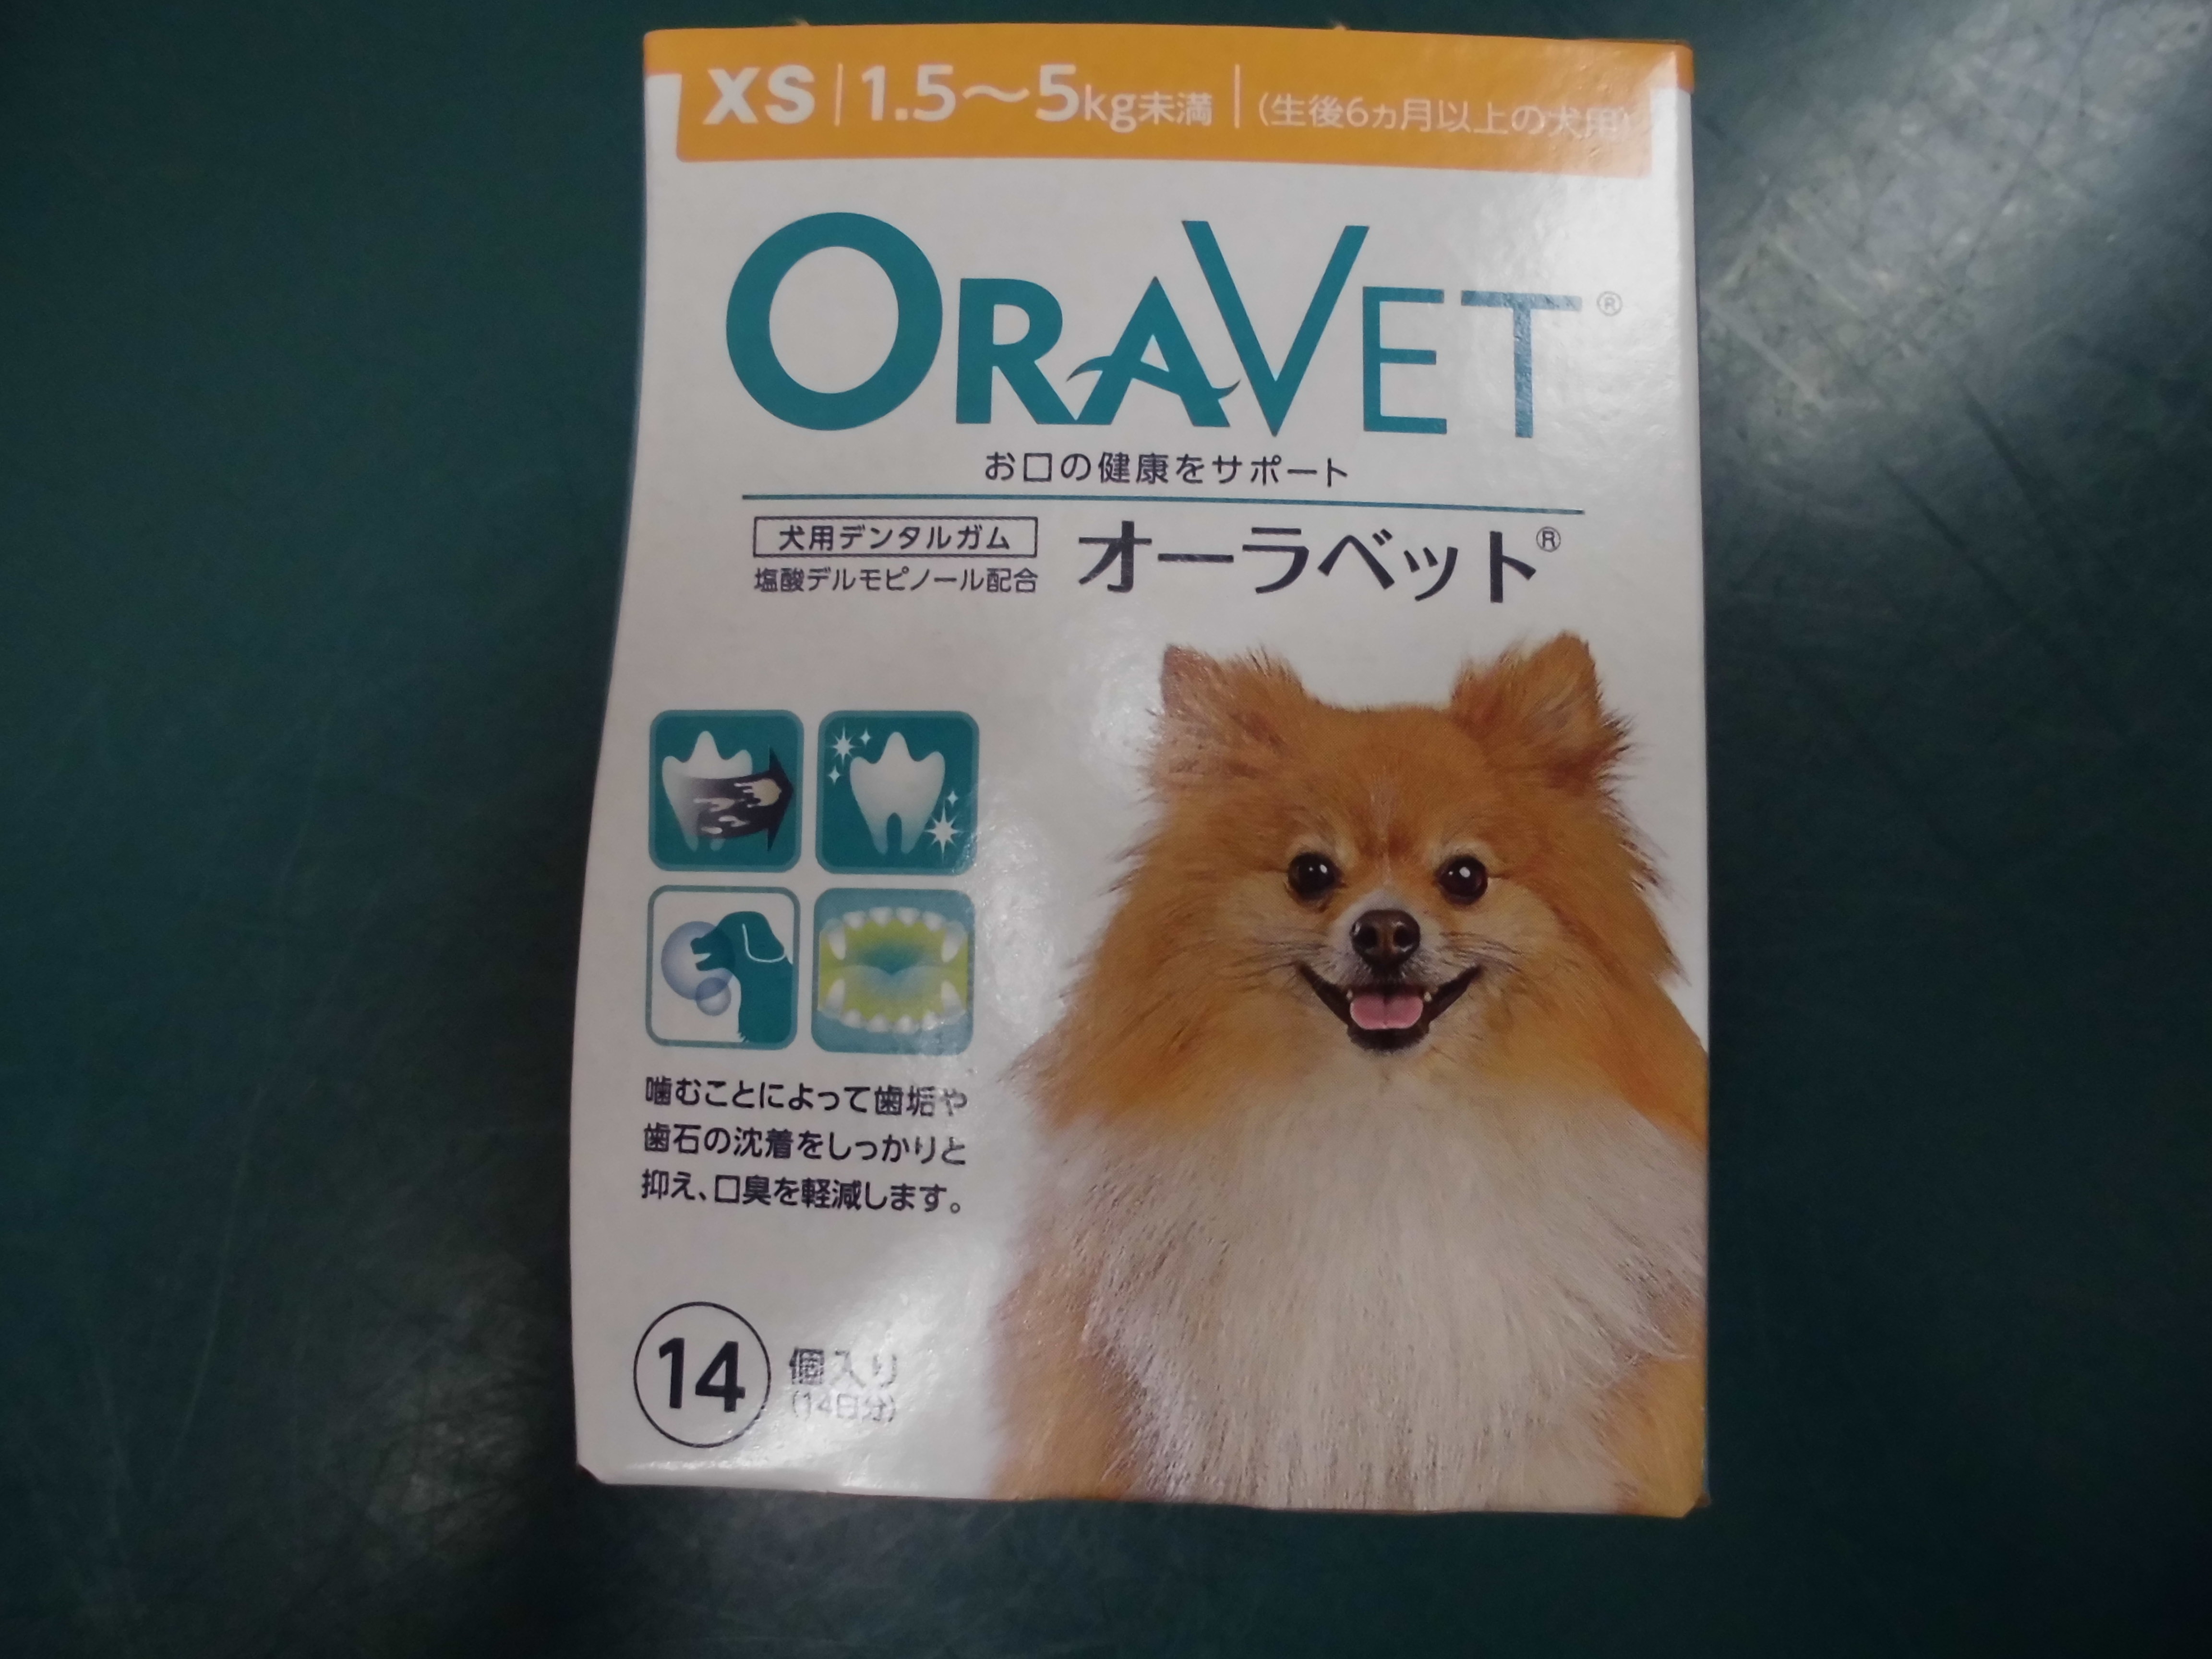 XS | 1.5～5kg未満 | (生後6ヵ月以上の犬用)
ORAVET®
お口の健康をサポート
犬用デンタルガム
塩酸デルモピノール配合
オーラベット®
噛むことによって歯垢や
歯石の沈着をしっかりと
抑え、口臭を軽減します。
14 個入り
(14日分)